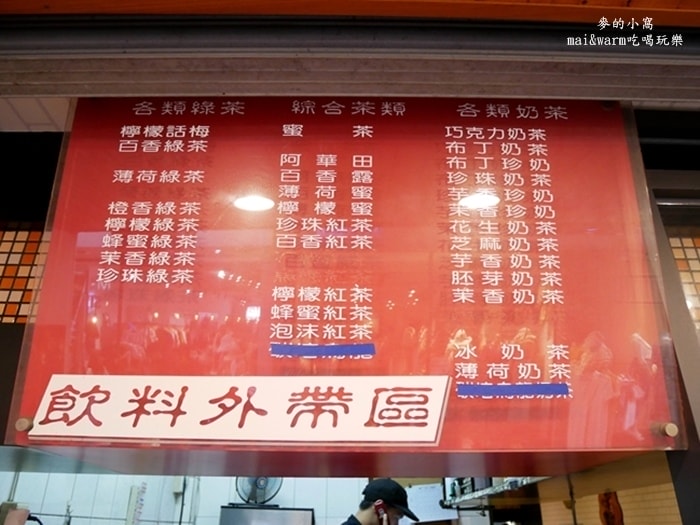 麥的小窩
mai&warm吃喝玩樂
各類綠茶
檸檬話梅
百香綠茶
薄荷綠茶
橙香綠茶
檸檬綠茶
蜂蜜綠茶
茉香綠茶
珍珠綠茶
綜合茶類
蜜茶
阿華田
百香露
薄荷蜜
檸檬蜜
珍珠紅茶
百香紅茶
檸檬紅茶
蜂蜜紅茶
泡沫紅茶
各類奶茶
巧克力奶茶
布丁奶茶
布丁珍奶
珍珠奶茶
芋香珍奶
茉香珍奶
花生奶茶
芝麻奶茶
芋香奶茶
胚芽奶茶
茉香奶茶
冰奶茶
薄荷奶茶
飲料外帶區